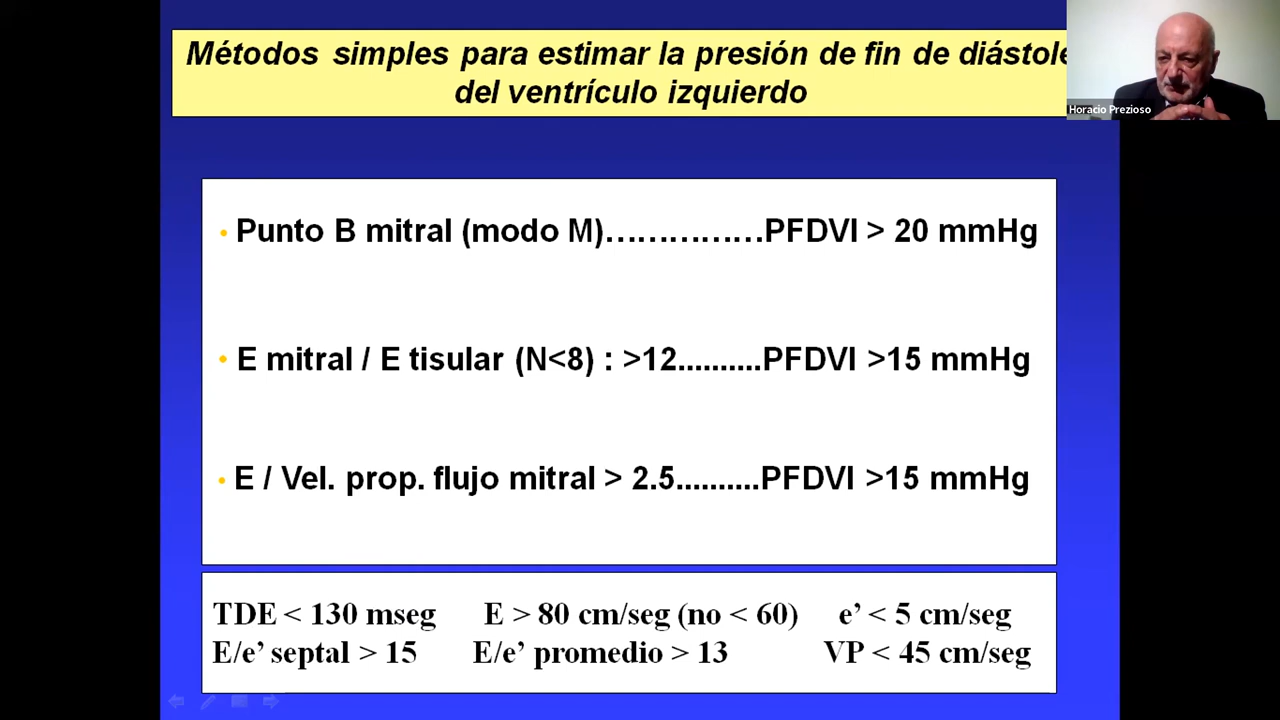 Métodos simples para estimar la presión de fin de diástole
del ventrículo izquierdo
Horacio Prezioso
• Punto B mitral (modo M)……………PFDVI > 20 mmHg
• E mitral / E tisular (N<8) : >12..........PFDVI >15 mmHg
• E / Vel. prop. flujo mitral > 2.5..........PFDVI >15 mmHg
TDE < 130 mseg E > 80 cm/seg (no < 60) e’ < 5 cm/seg
E/e’ septal > 15 E/e’ promedio > 13 VP < 45 cm/seg